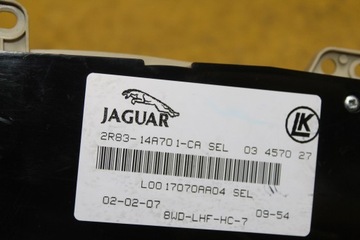 JAGUAR
LK
2R83-14A701-CA SEL 03 4570 27
L0017070AA04 SEL
02-02-07 09-54
8WD-LHF-HC-7